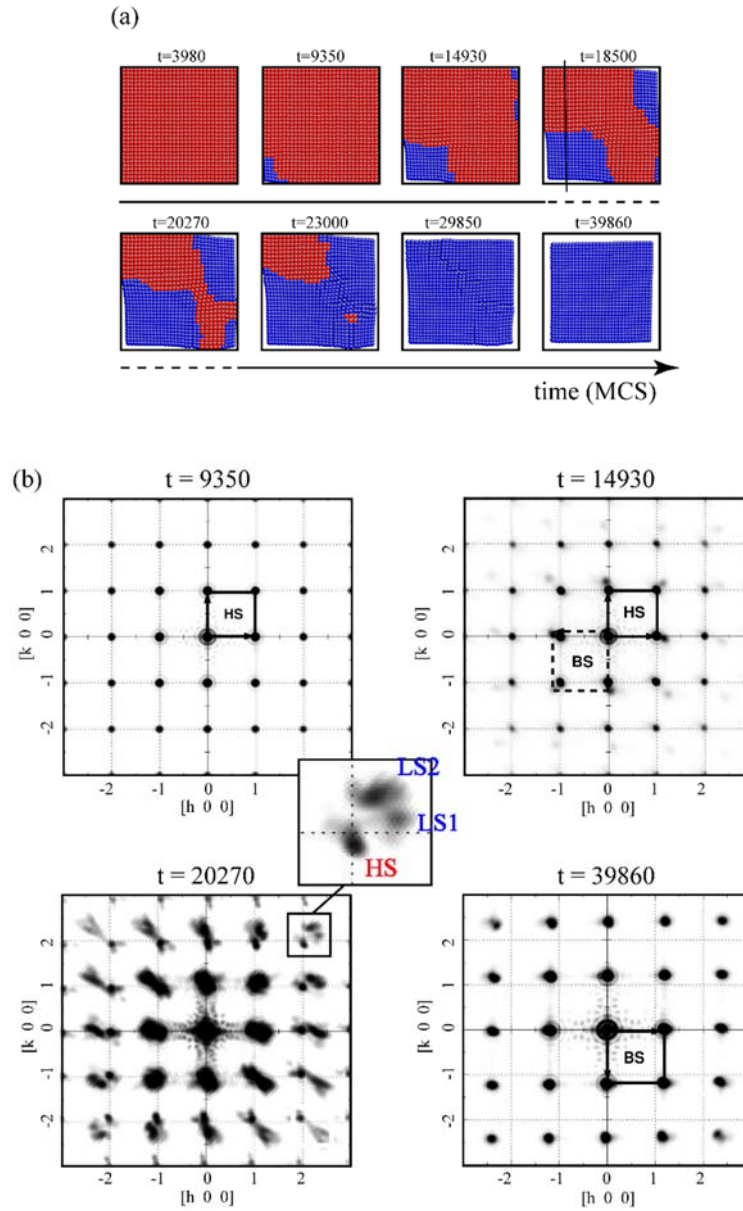 (a)
t=3980 t=9350 t=14930 t=18500
t=20270 t=23000 t=29850 t=39860
time (MCS)
(b)
t = 9350
[k 0 0]
2
1
0
-1
-2
HS
-2 -1 0 1 2
[h 0 0]
t = 14930
[k 0 0]
2
1
0
-1
-2
HS
BS
-2 -1 0 1 2
[h 0 0]
LS2
LS1
HS
t = 20270
[k 0 0]
2
1
0
-1
-2
-2 -1 0 1 2
[h 0 0]
t = 39860
[k 0 0]
2
1
0
-1
-2
BS
-2 -1 0 1 2
[h 0 0]